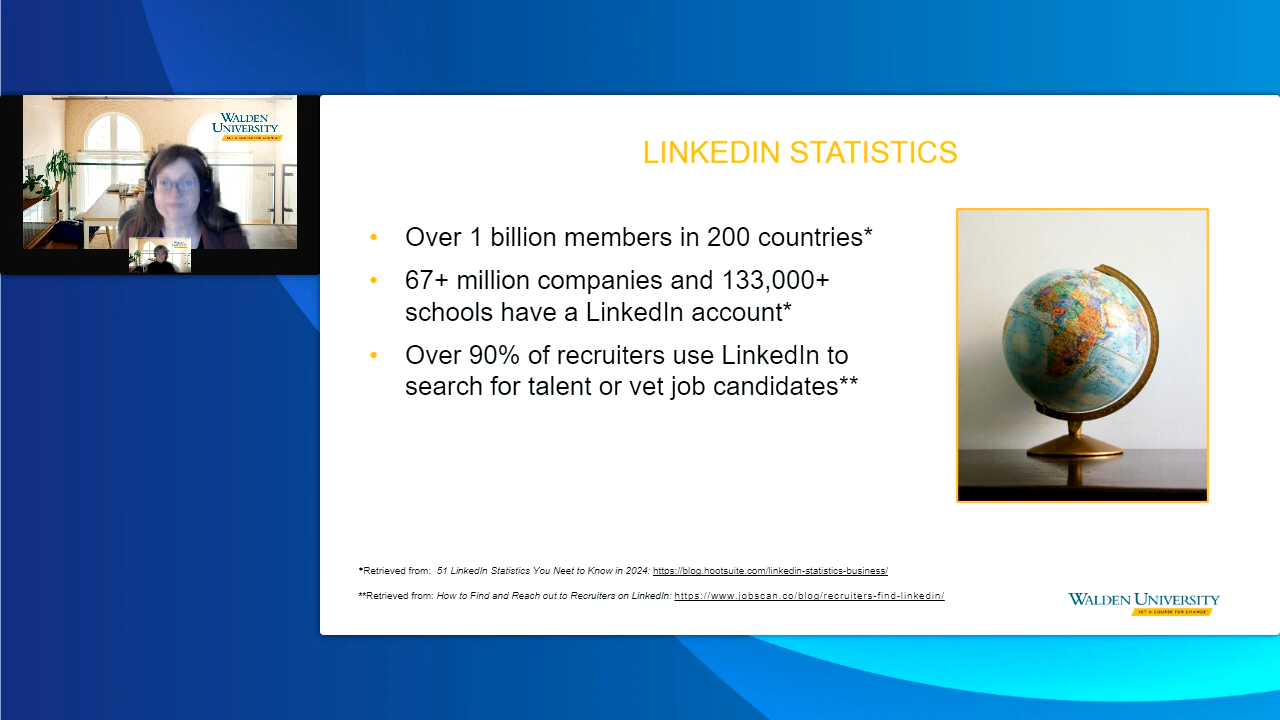 WALDEN
UNIVERSITY
SET A COURSE FOR CHANGE
LINKEDIN STATISTICS
• Over 1 billion members in 200 countries*
• 67+ million companies and 133,000+
schools have a LinkedIn account*
• Over 90% of recruiters use LinkedIn to
search for talent or vet job candidates**
*Retrieved from: 51 LinkedIn Statistics You Neet to Know in 2024: https://blog.hootsuite.com/linkedin-statistics-business/
**Retrieved from: How to Find and Reach out to Recruiters on LinkedIn: https://www.jobscan.co/blog/recruiters-find-linkedin/
WALDEN UNIVERSITY
SET A COURSE FOR CHANGE